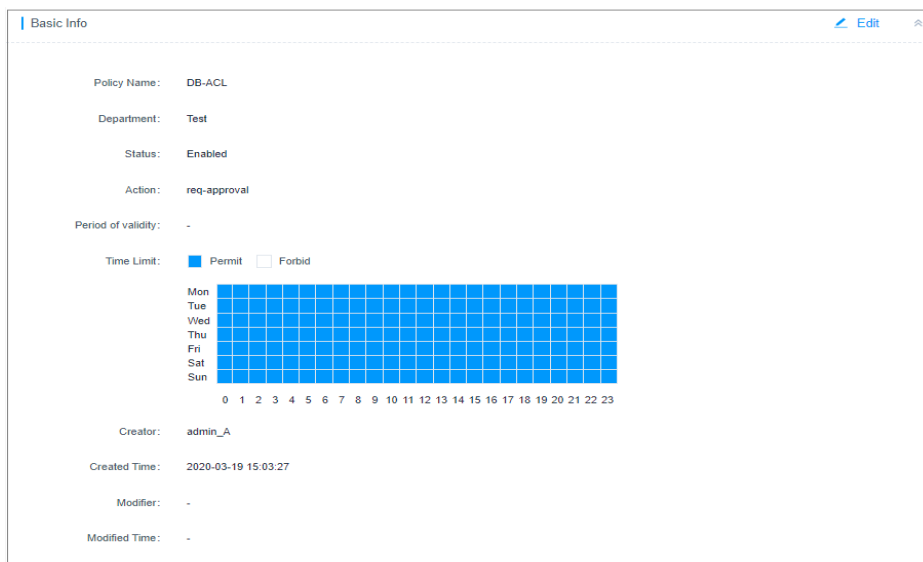 Basic Info Edit
Policy Name: DB-ACL
Department: Test
Status: Enabled
Action: req-approval
Period of validity: -
Time Limit: Permit Forbid
Mon
Tue
Wed
Thu
Fri
Sat
Sun
0 1 2 3 4 5 6 7 8 9 10 11 12 13 14 15 16 17 18 19 20 21 22 23
Creator: admin_A
Created Time: 2020-03-19 15:03:27
Modifier: -
Modified Time: -